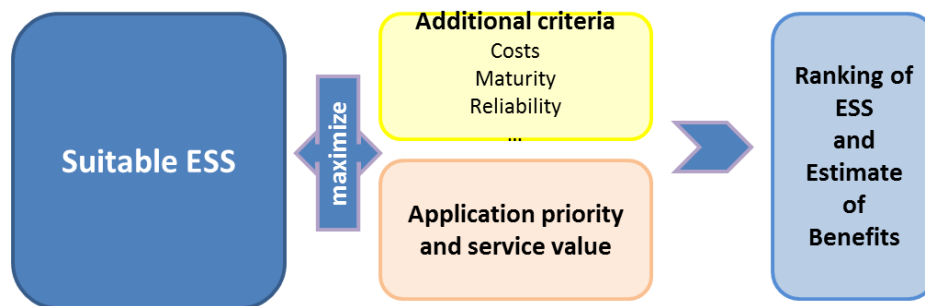 Suitable ESS
maximize
Additional criteria
Costs
Maturity
Reliability
...
Application priority
and service value
Ranking of
ESS
and
Estimate
of
Benefits